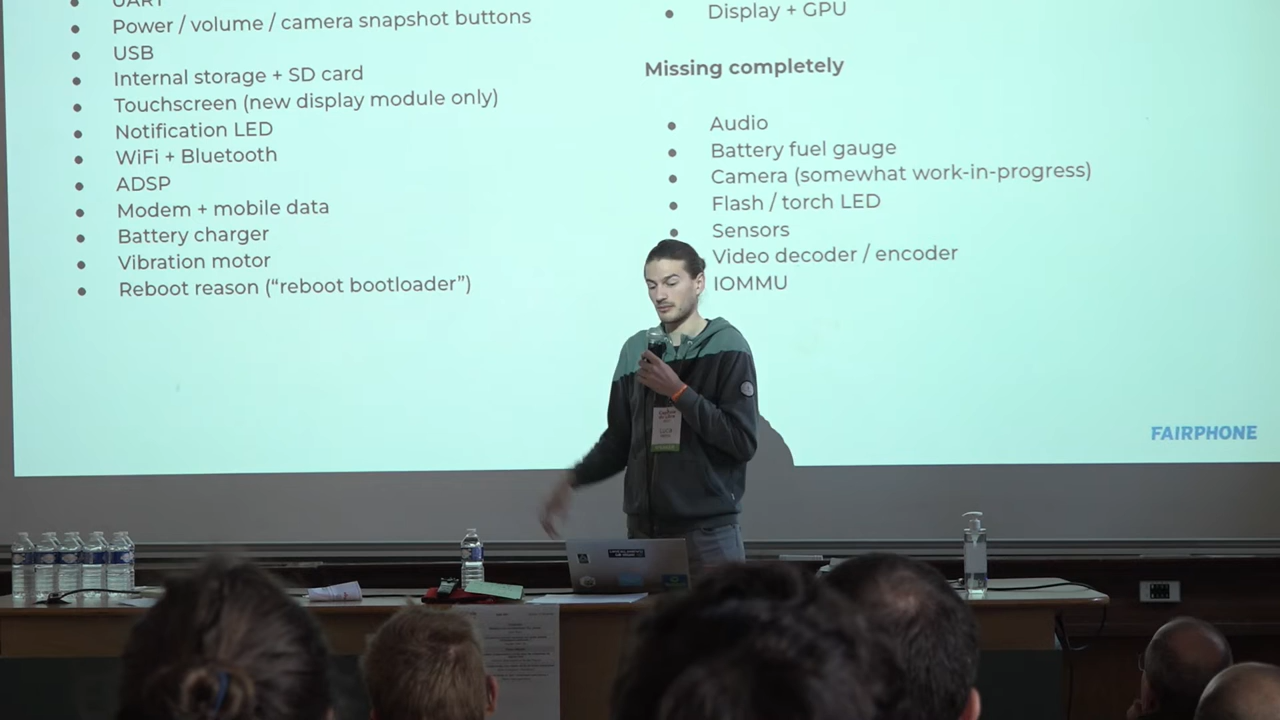 UART
Power / volume / camera snapshot buttons
USB
Internal storage + SD card
Touchscreen (new display module only)
Notification LED
WiFi + Bluetooth
ADSP
Modem + mobile data
Battery charger
Vibration motor
Reboot reason (“reboot bootloader”)
Display + GPU
Missing completely
Audio
Battery fuel gauge
Camera (somewhat work-in-progress)
Flash / torch LED
Sensors
Video decoder / encoder
IOMMU
FAIRPHONE